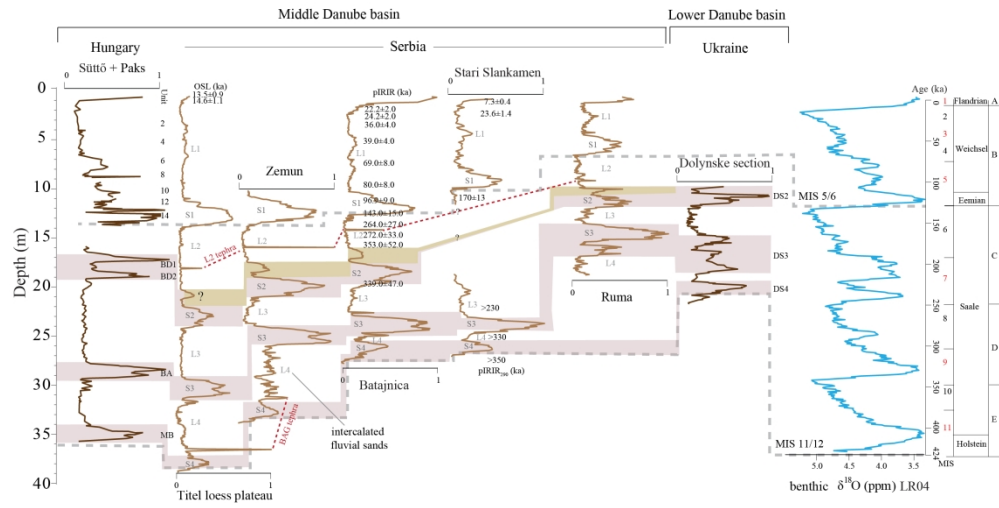 Middle Danube basin
Lower Danube basin
Hungary
Serbia
Ukraine
Süttő + Paks
0 1
Unit
OSL (ka)
13.5±0.9
14.6±1.1
pIRIR (ka)
0 1
22.2±2.0
24.2±2.0
36.0±4.0
39.0±4.0
69.0±8.0
80.0±8.0
96.0±9.0
143.0±15.0
264.0±27.0
272.0±33.0
353.0±52.0
339.0±47.0
Stari Slankamen
0 1
7.3±0.4
23.6±1.4
170±13
?
>230
>330
>350
pIRIR₂₉₀ (ka)
Depth (m)
0
5
10
15
20
25
30
35
40
2
4
6
8
10
12
14
BD1
BD2
BA
MB
L1
S1
L2
L2 tephra
?
S2
L3
S3
L4
S4
0 1
Titel loess plateau
Zemun
0 1
S1
L2
S2
L3
S3
L4
S4
BAG tephra
intercalated
fluvial sands
L1
S1
L2
S2
L3
S3
L4
S4
0 1
Batajnica
?
L1
S1
L3
S3
L4
S4
L1
S1
L2
S2
L3
S3
L4
0 1
Ruma
Dolynske section
0 1
DS2
DS3
DS4
MIS 5/6
MIS 11/12
Age (ka)
0
50
100
150
200
250
300
350
400
424
MIS
1
2
3
4
5
6
7
8
9
10
11
Flandrian
Weichsel
Eemian
Saale
Holstein
A
B
C
D
E
5.0 4.5 4.0 3.5
benthic δ¹⁸O (ppm) LR04